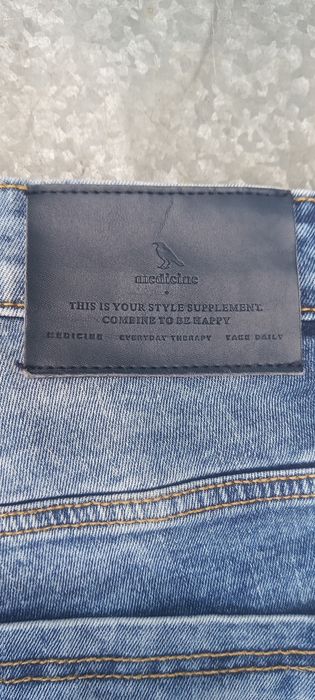 medicine
THIS IS YOUR STYLE SUPPLEMENT.
COMBINE TO BE HAPPY
MEDICINE EVERYDAY THERAPY TAKE DAILY